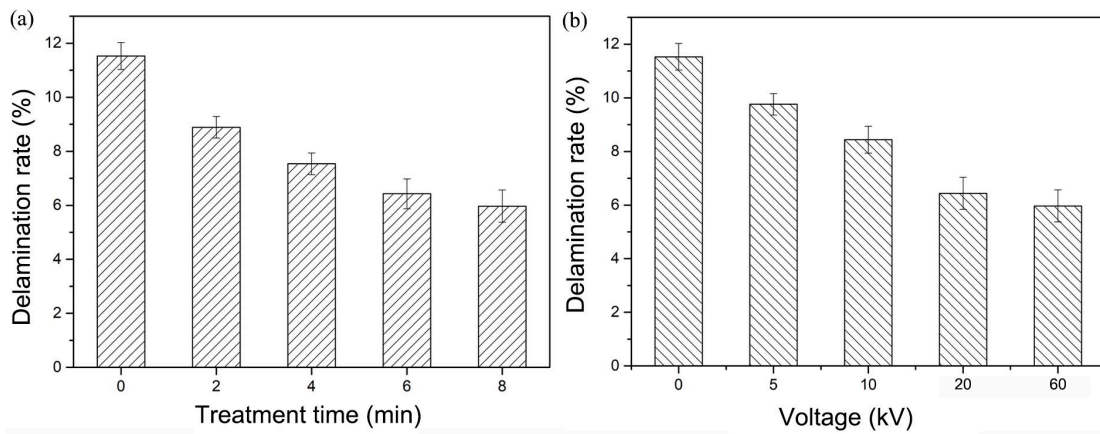 (a)
Delamination rate (%)
12
10
8
6
4
2
0
0 2 4 6 8
Treatment time (min)
(b)
Delamination rate (%)
12
10
8
6
4
2
0
0 5 10 20 60
Voltage (kV)